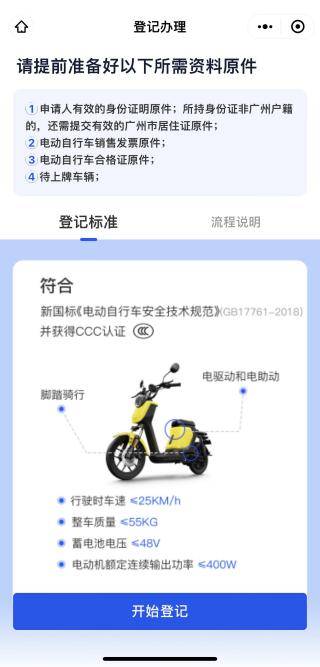 登记办理
请提前准备好以下所需资料原件
1 申请人有效的身份证明原件；所持身份证非广州户籍
的，还需提交有效的广州市居住证原件；
2 电动自行车销售发票原件；
3 电动自行车合格证原件；
4 待上牌车辆；
登记标准 流程说明
符合
新国标《电动自行车安全技术规范》(GB17761-2018)
并获得CCC认证
电驱动和电助动
脚踏骑行
行驶时车速 ≤25KM/h
整车质量 ≤55KG
蓄电池电压 ≤48V
电动机额定连续输出功率 ≤400W
开始登记